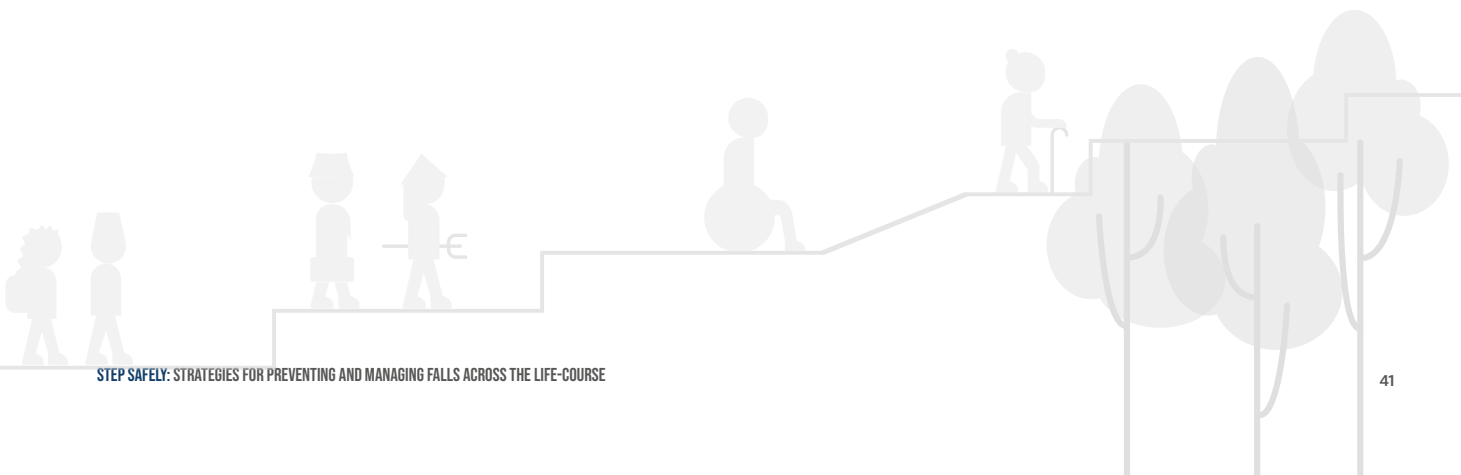 STEP SAFELY: STRATEGIES FOR PREVENTING AND MANAGING FALLS ACROSS THE LIFE-COURSE
41